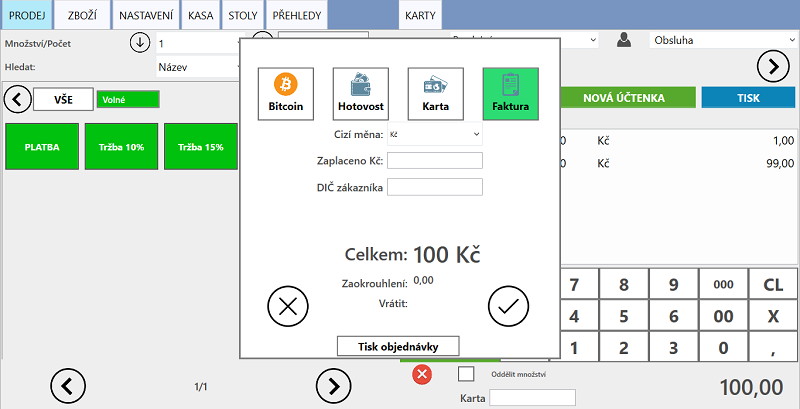 PRODEJ ZBOŽÍ NASTAVENÍ KASA STOLY PŘEHLEDY KARTY
Množství/Počet 1 Obsluha
Hledat: Název
VŠE Volné NOVÁ ÚČTENKA TISK
PLATBA Tržba 10% Tržba 15%
Bitcoin Hotovost Karta Faktura
Cizí měna: Kč
Zaplaceno Kč:
DIČ zákazníka
Celkem: 100 Kč
Zaokrouhlení: 0,00
Vrátit:
Tisk objednávky
0 Kč 1,00
0 Kč 99,00
7 8 9 000 CL
4 5 6 00 X
1 2 3 0 ,
1/1
Oddělit množství
Karta
100,00